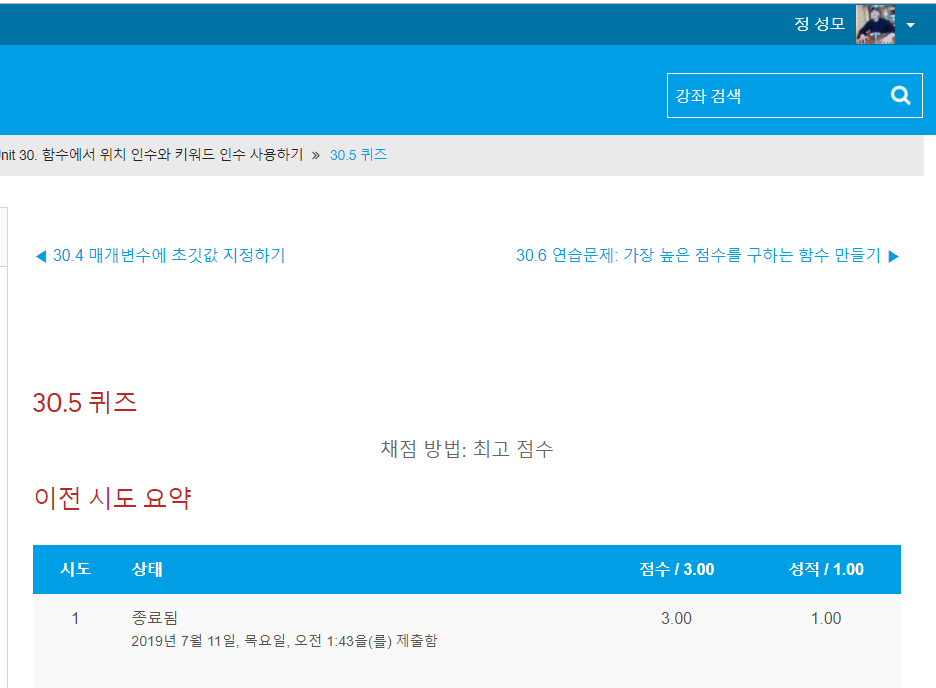 정 성모
강좌 검색
nit 30. 함수에서 위치 인수와 키워드 인수 사용하기 » 30.5 퀴즈
◀ 30.4 매개변수에 초깃값 지정하기
30.6 연습문제: 가장 높은 점수를 구하는 함수 만들기 ▶
30.5 퀴즈
채점 방법: 최고 점수
이전 시도 요약
시도 상태 점수 / 3.00 성적 / 1.00
1 종료됨 3.00 1.00
2019년 7월 11일, 목요일, 오전 1:43을(를) 제출함